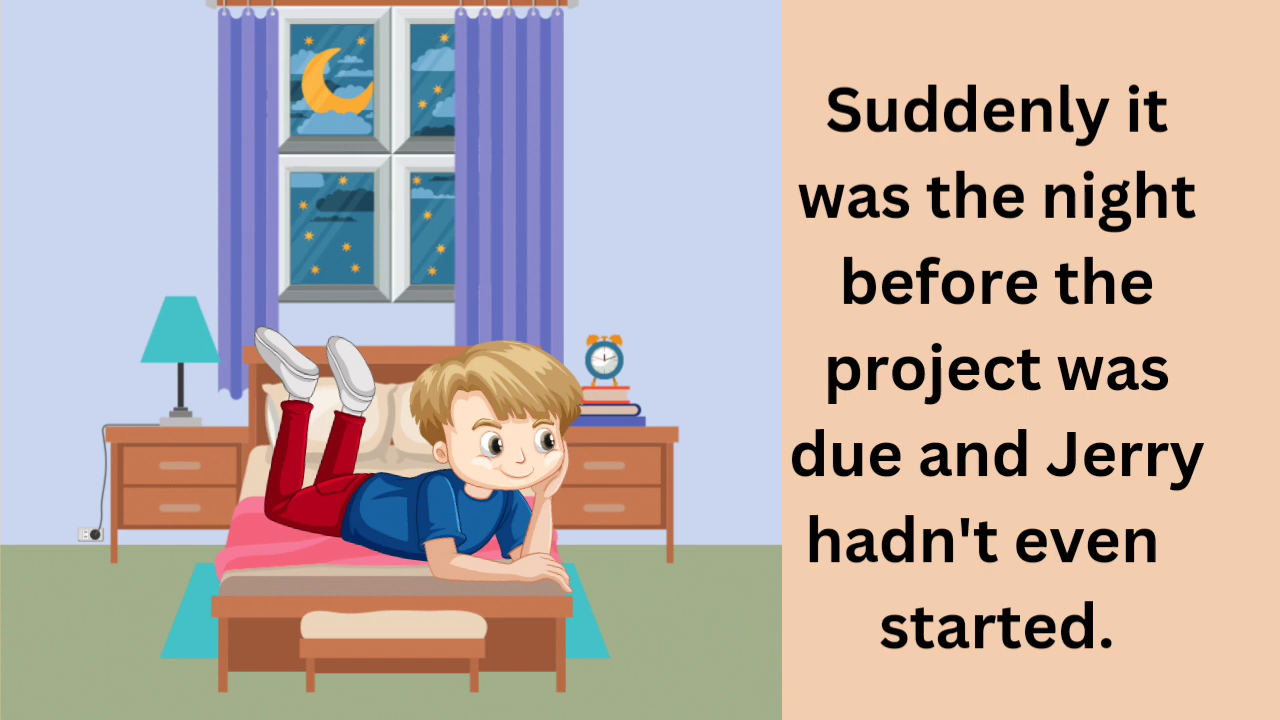 Suddenly it
was the night
before the
project was
due and Jerry
hadn't even
started.